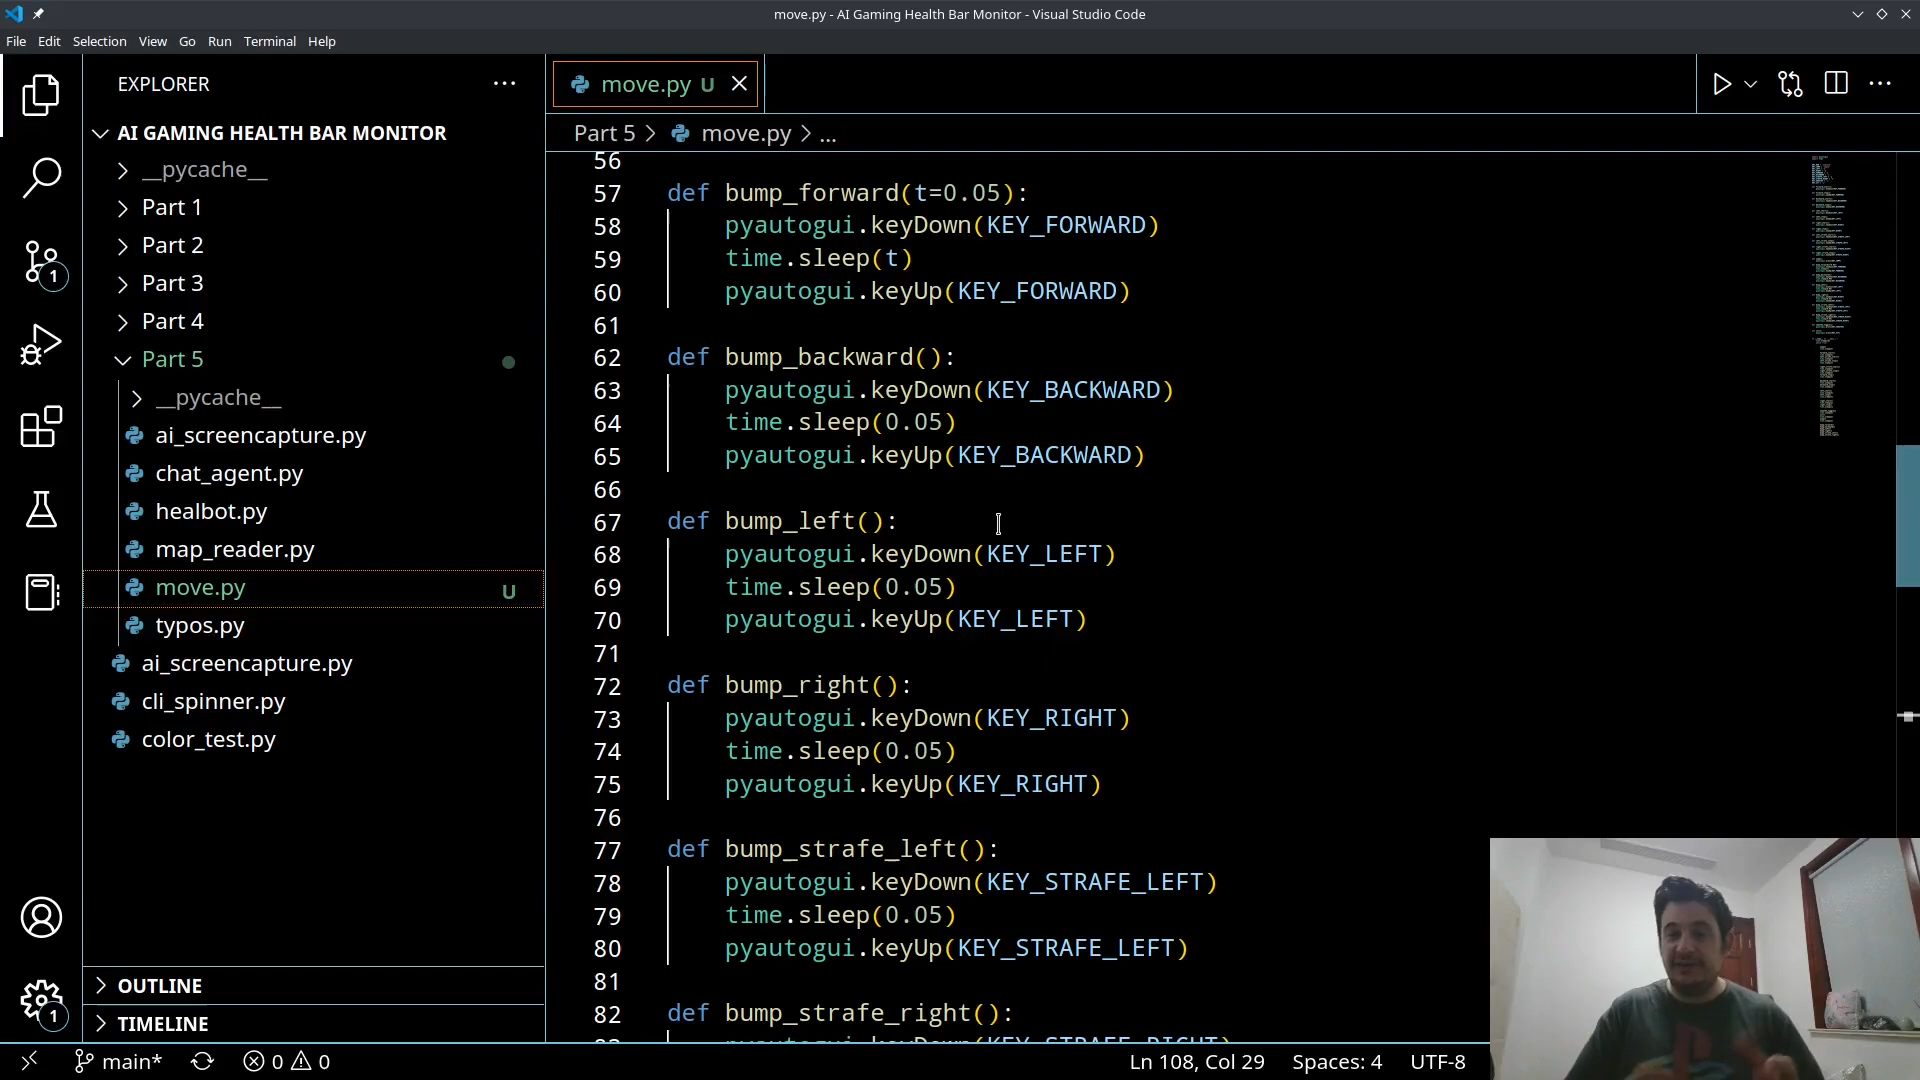 move.py - AI Gaming Health Bar Monitor - Visual Studio Code
File Edit Selection View Go Run Terminal Help
EXPLORER
AI GAMING HEALTH BAR MONITOR
__pycache__
Part 1
Part 2
Part 3
Part 4
Part 5
__pycache__
ai_screencapture.py
chat_agent.py
healbot.py
map_reader.py
move.py U
typos.py
ai_screencapture.py
cli_spinner.py
color_test.py
OUTLINE
TIMELINE
1
1
move.py U
Part 5 > move.py > ...
56
57 def bump_forward(t=0.05):
58 pyautogui.keyDown(KEY_FORWARD)
59 time.sleep(t)
60 pyautogui.keyUp(KEY_FORWARD)
61
62 def bump_backward():
63 pyautogui.keyDown(KEY_BACKWARD)
64 time.sleep(0.05)
65 pyautogui.keyUp(KEY_BACKWARD)
66
67 def bump_left():
68 pyautogui.keyDown(KEY_LEFT)
69 time.sleep(0.05)
70 pyautogui.keyUp(KEY_LEFT)
71
72 def bump_right():
73 pyautogui.keyDown(KEY_RIGHT)
74 time.sleep(0.05)
75 pyautogui.keyUp(KEY_RIGHT)
76
77 def bump_strafe_left():
78 pyautogui.keyDown(KEY_STRAFE_LEFT)
79 time.sleep(0.05)
80 pyautogui.keyUp(KEY_STRAFE_LEFT)
81
82 def bump_strafe_right():
83 pyautogui.keyDown(KEY_STRAFE_RIGHT)
main* 0 0 Ln 108, Col 29 Spaces: 4 UTF-8